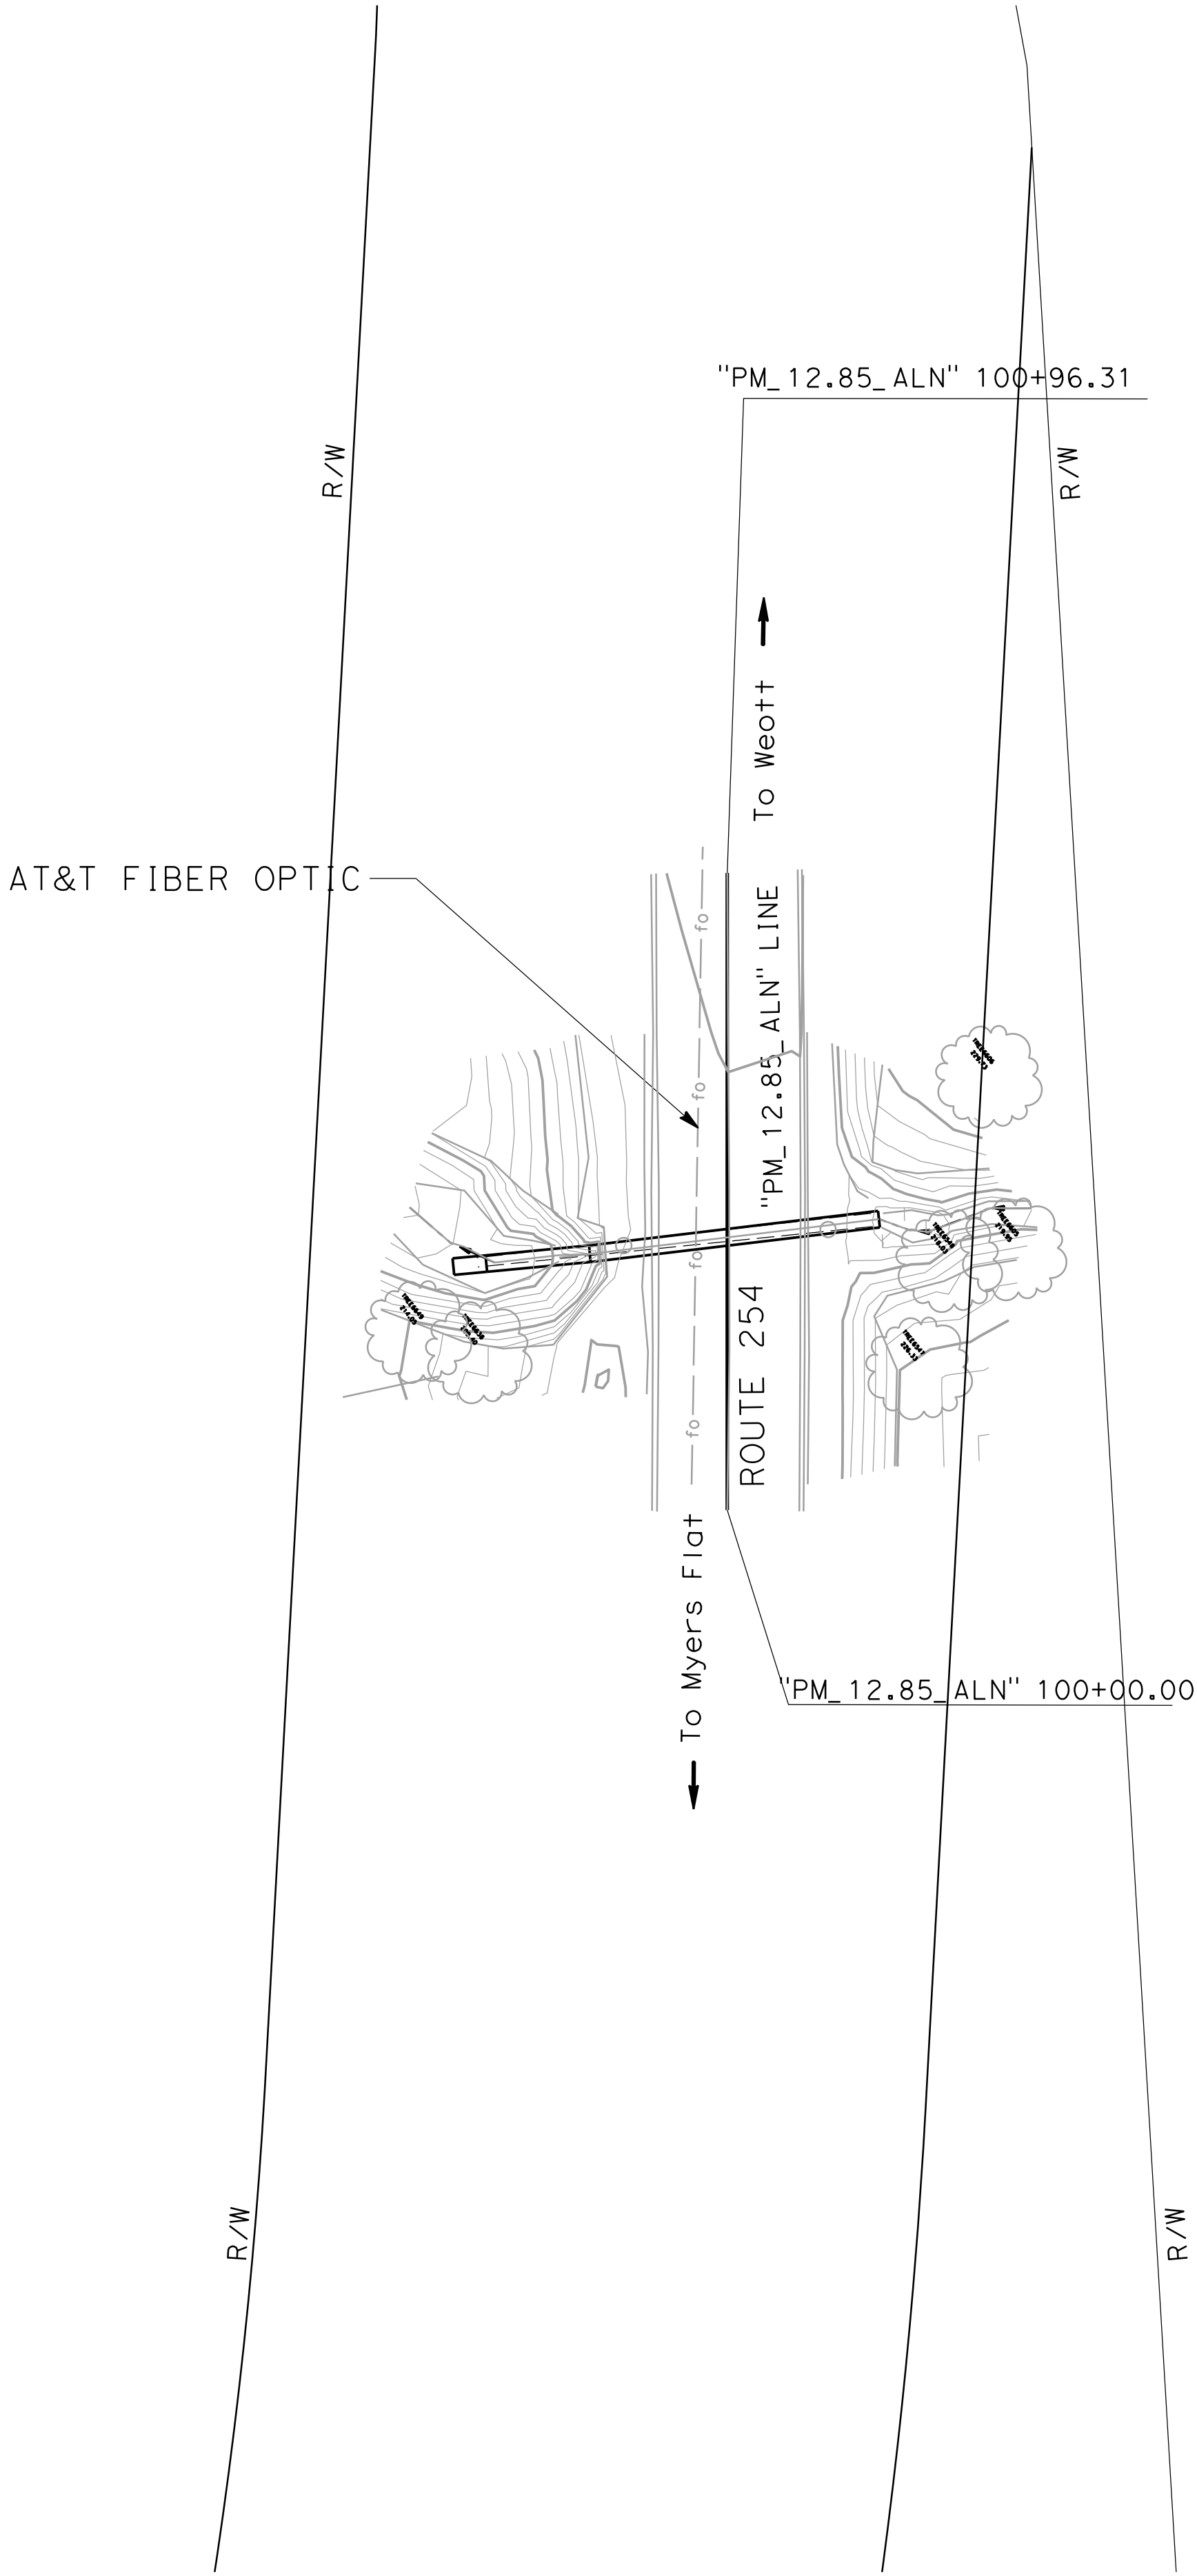 "PM_12.85_ALN" 100+96.31
R/W
R/W
To Weott
AT&T FIBER OPTIC
fo
"PM_12.85_ALN" LINE
fo
fo
ROUTE 254
fo
To Myers Flat
"PM_12.85_ALN" 100+00.00
R/W
R/W